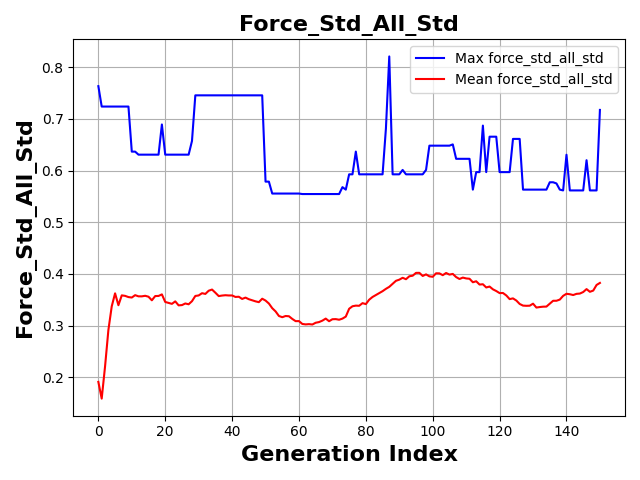 Force_Std_All_Std
Max force_std_all_std
Mean force_std_all_std
Force_Std_All_Std
0.8
0.7
0.6
0.5
0.4
0.3
0.2
0 20 40 60 80 100 120 140
Generation Index